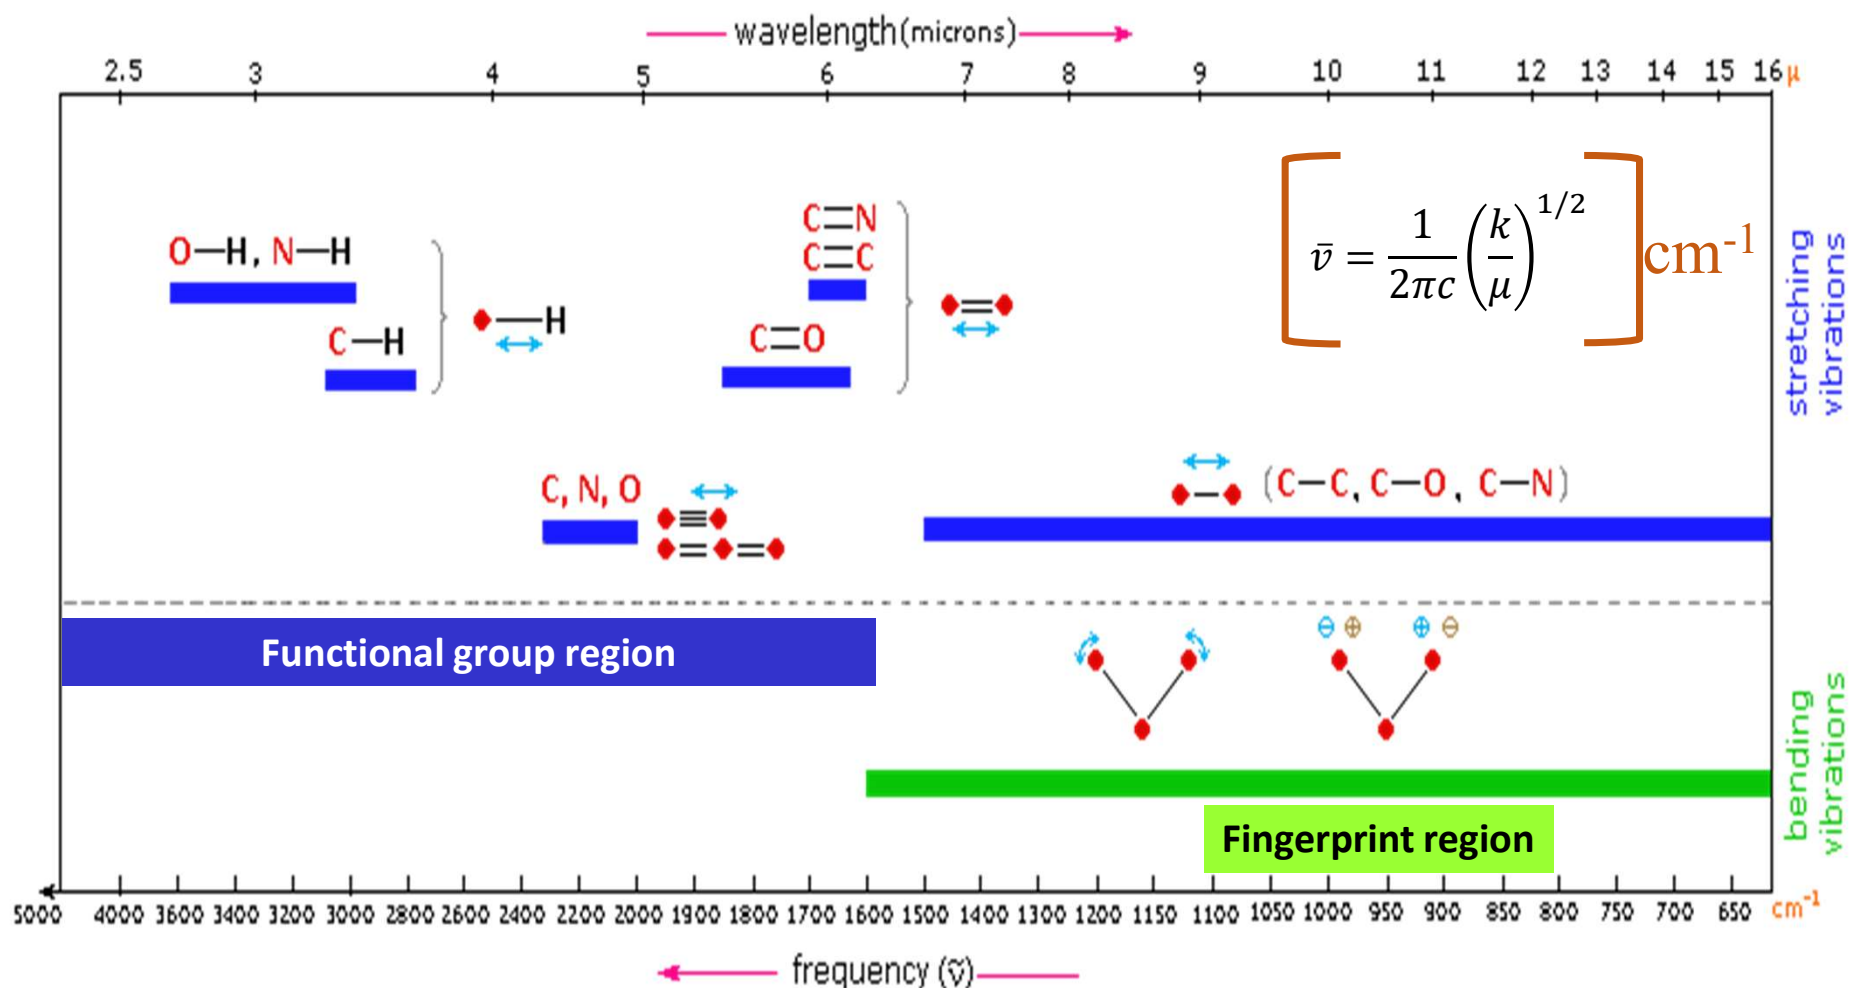 wavelength(microns)
2.5 3 4 5 6 7 8 9 10 11 12 13 14 15 16 μ
O—H, N—H
C—H
—H
C=N
C=C
C=O
ν̄ = 1/2πc (k/μ)^1/2 cm-1
stretching
vibrations
C, N, O
(C—C, C—O, C—N)
Functional group region
bending
vibrations
Fingerprint region
5000 4000 3600 3400 3200 3000 2800 2600 2400 2200 2000 1900 1800 1700 1600 1500 1400 1300 1200 1150 1100 1050 1000 950 900 850 800 750 700 650 cm-1
frequency (ν̃)